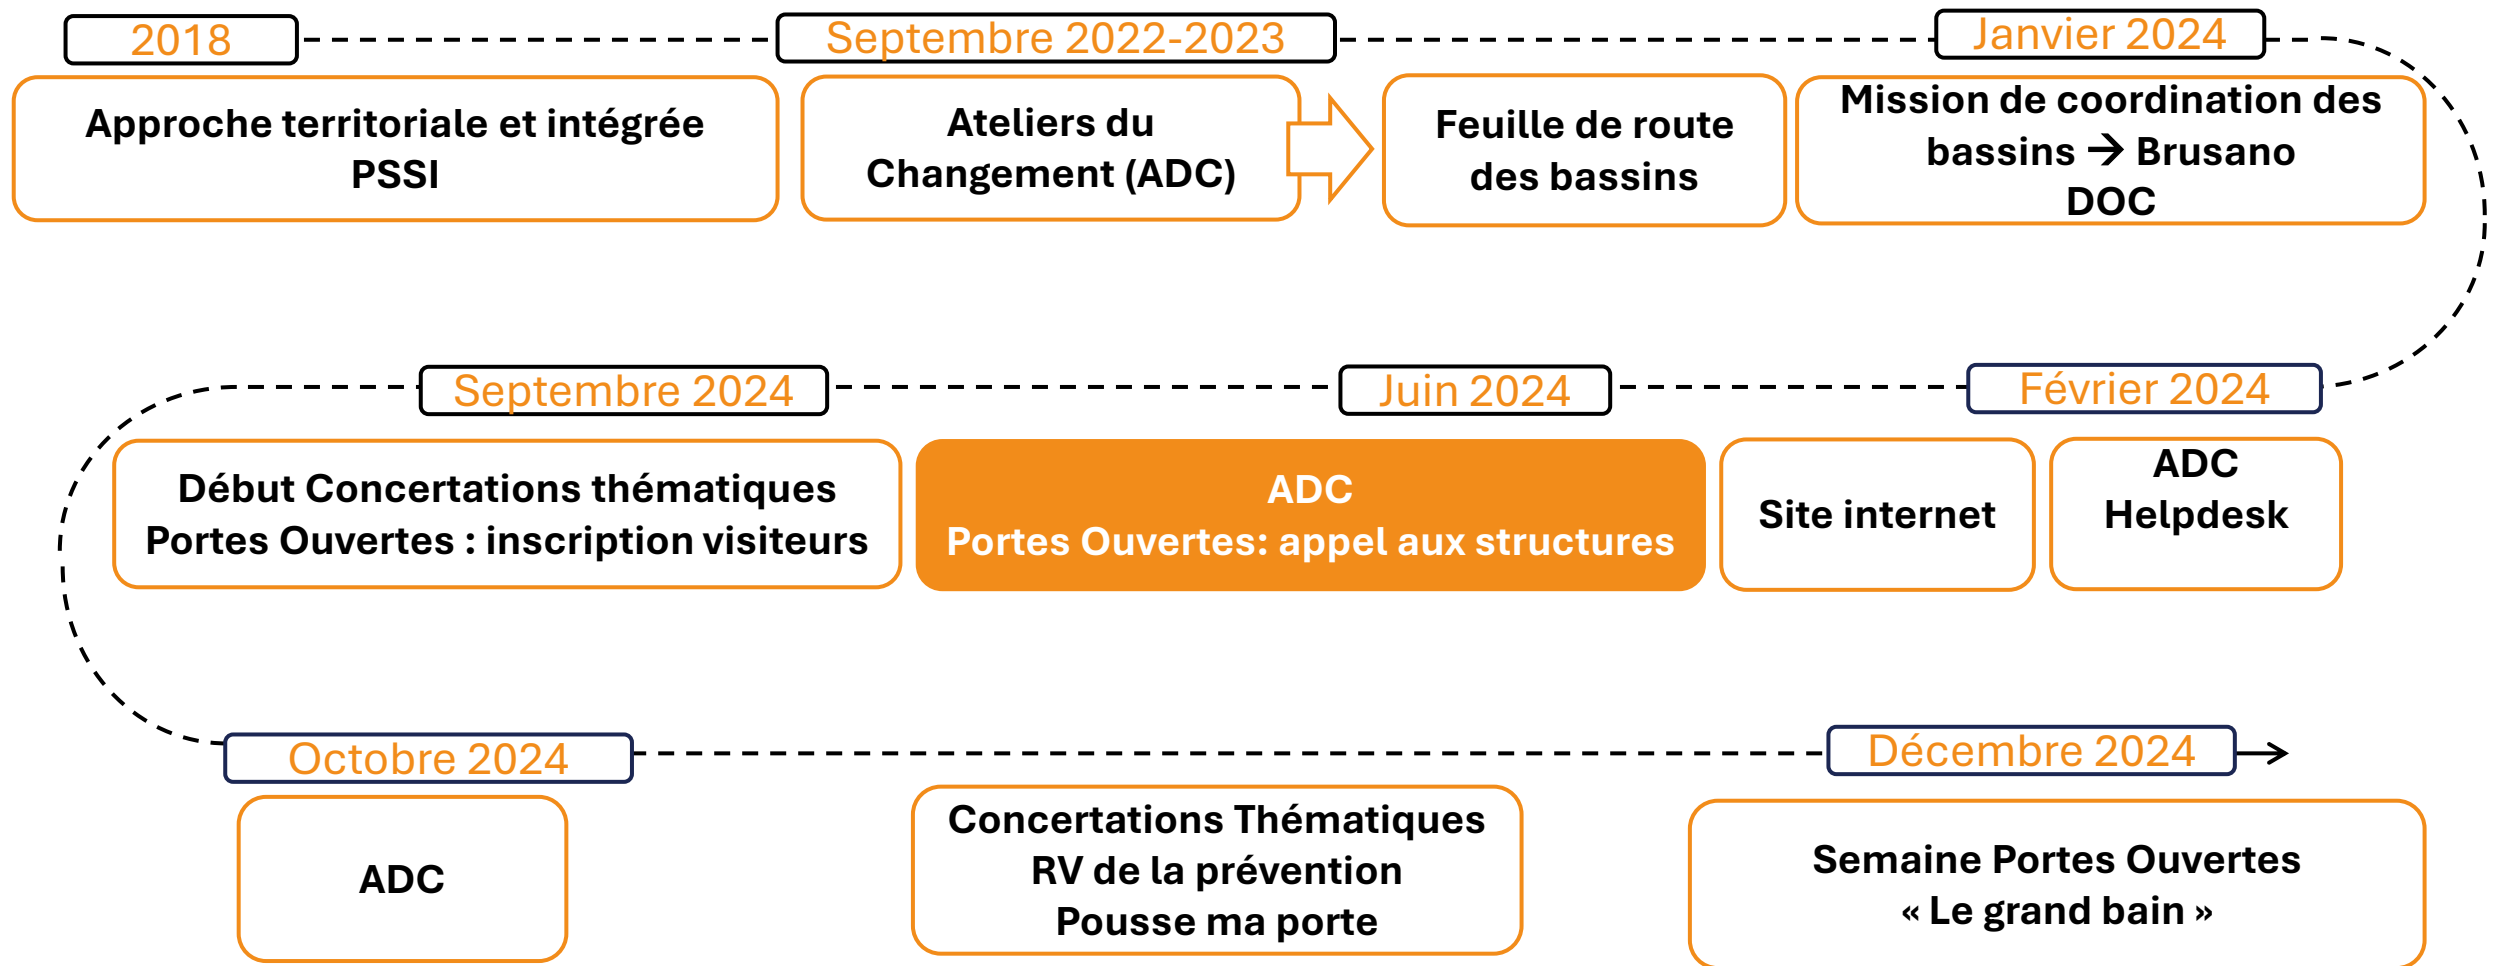 2018
Septembre 2022-2023
Janvier 2024
Approche territoriale et intégrée
PSSI
Ateliers du
Changement (ADC)
Feuille de route
des bassins
Mission de coordination des
bassins → Brusano
DOC
Février 2024
Juin 2024
Septembre 2024
ADC
Helpdesk
Site internet
ADC
Portes Ouvertes: appel aux structures
Début Concertations thématiques
Portes Ouvertes : inscription visiteurs
Octobre 2024
Décembre 2024
ADC
Concertations Thématiques
RV de la prévention
Pousse ma porte
Semaine Portes Ouvertes
« Le grand bain »